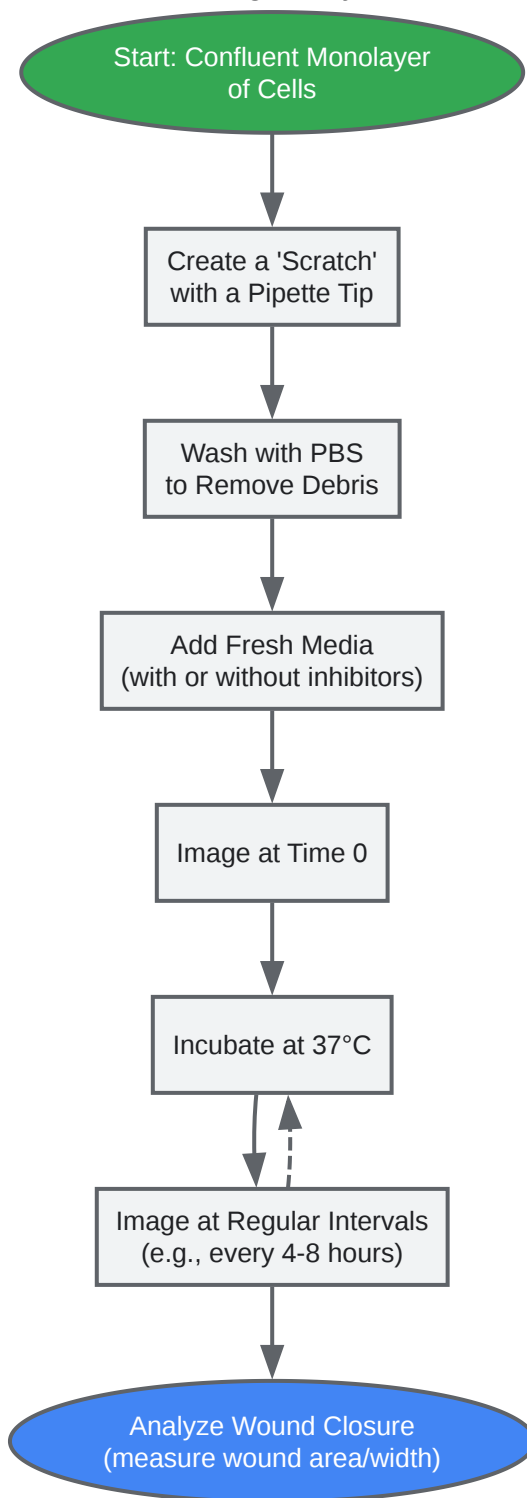 Start: Confluent Monolayer
of Cells
Create a 'Scratch'
with a Pipette Tip
Wash with PBS
to Remove Debris
Add Fresh Media
(with or without inhibitors)
Image at Time 0
Incubate at 37°C
Image at Regular Intervals
(e.g., every 4-8 hours)
Analyze Wound Closure
(measure wound area/width)